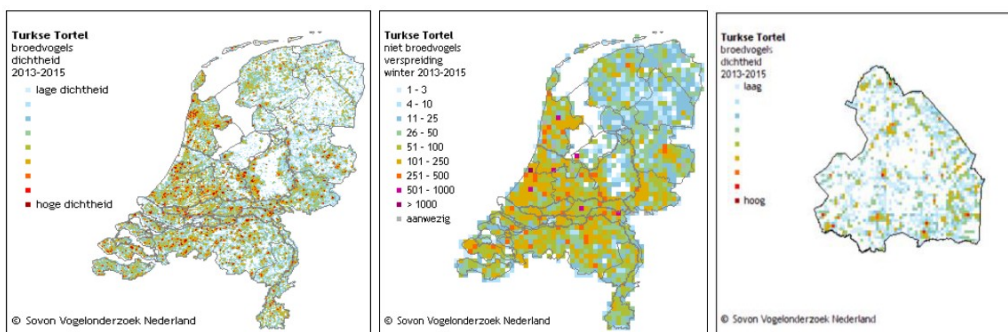 Turkse Tortel
broedvogels
dichtheid
2013-2015
lage dichtheid
hoge dichtheid
© Sovon Vogelonderzoek Nederland
Turkse Tortel
niet broedvogels
verspreiding
winter 2013-2015
1 - 3
4 - 10
11 - 25
26 - 50
51 - 100
101 - 250
251 - 500
501 - 1000
> 1000
aanwezig
© Sovon Vogelonderzoek Nederland
Turkse Tortel
broedvogels
dichtheid
2013-2015
laag
hoog
© Sovon Vogelonderzoek Nederland